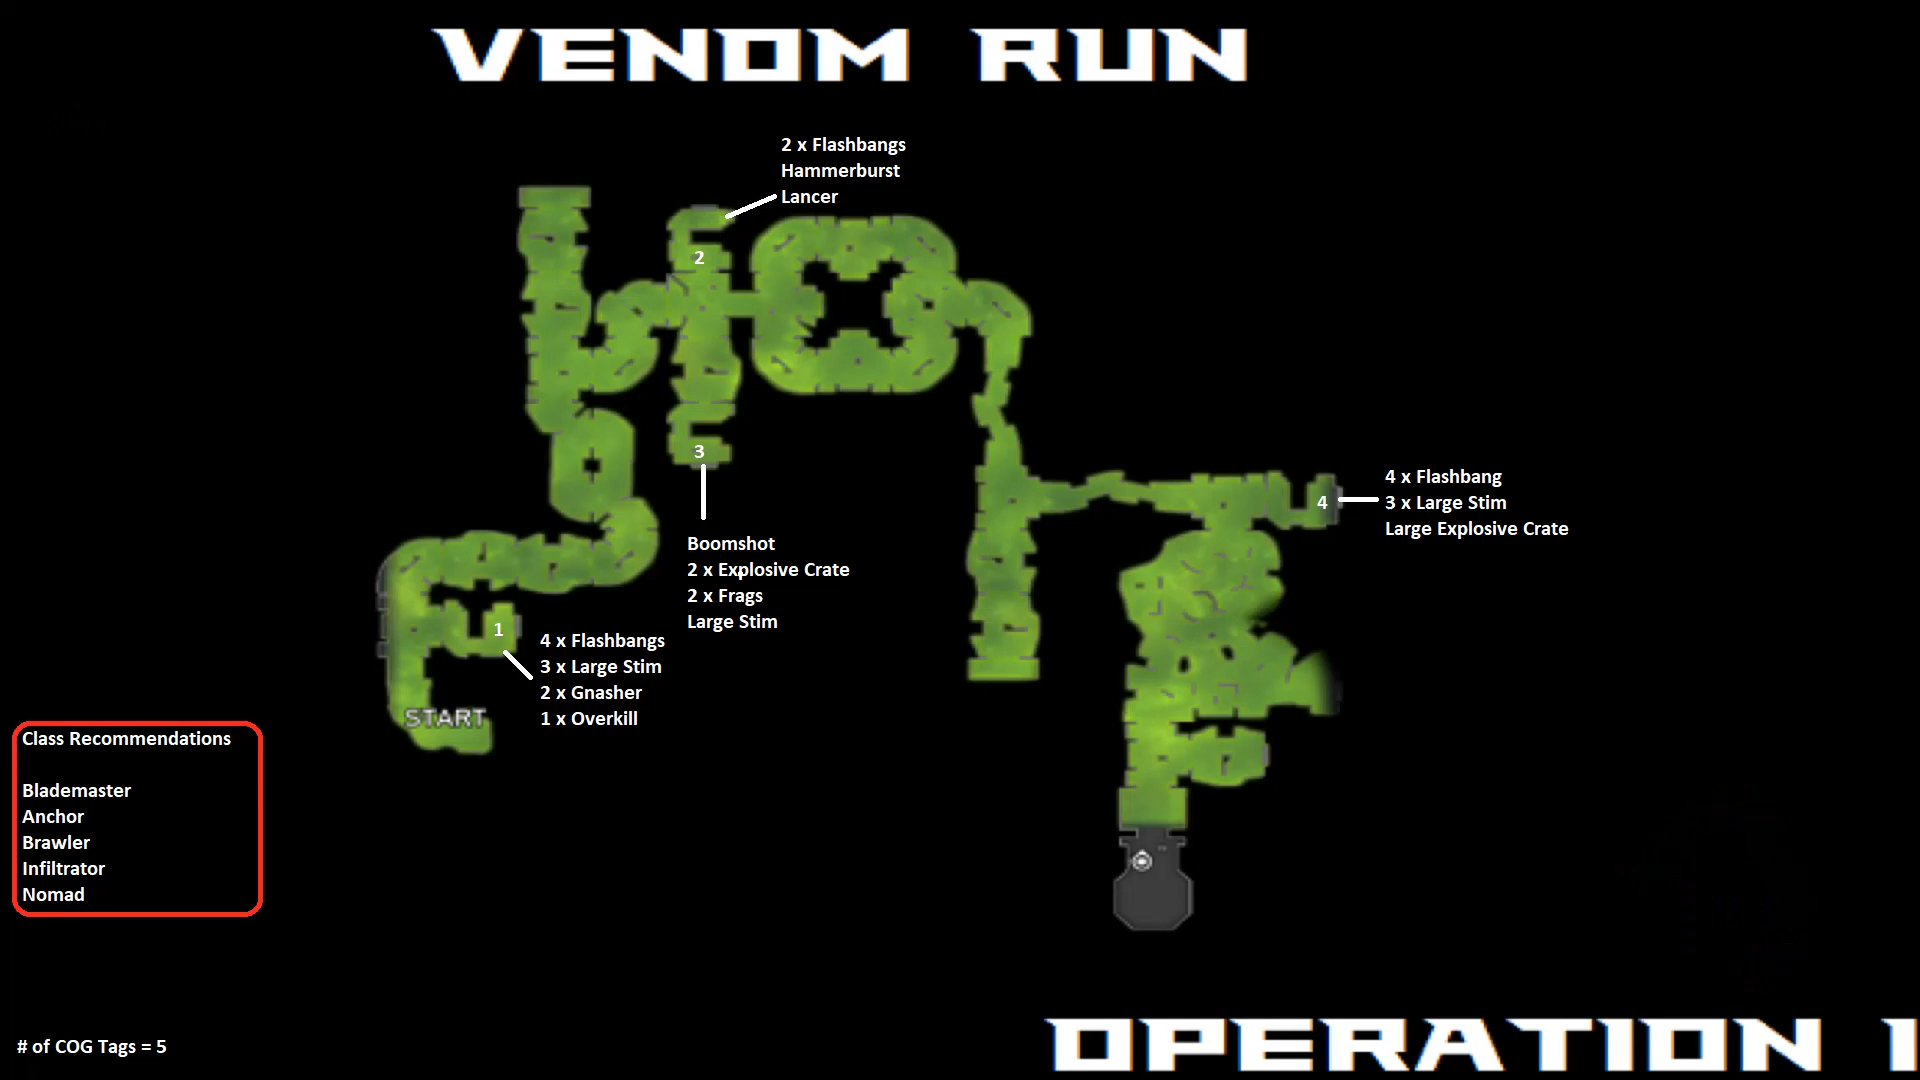 VENOM RUN
2 x Flashbangs
Hammerburst
Lancer
2
3
4
4 x Flashbang
3 x Large Stim
Large Explosive Crate
Boomshot
2 x Explosive Crate
2 x Frags
Large Stim
1
4 x Flashbangs
3 x Large Stim
2 x Gnasher
1 x Overkill
START
Class Recommendations
Blademaster
Anchor
Brawler
Infiltrator
Nomad
# of COG Tags = 5
OPERATION